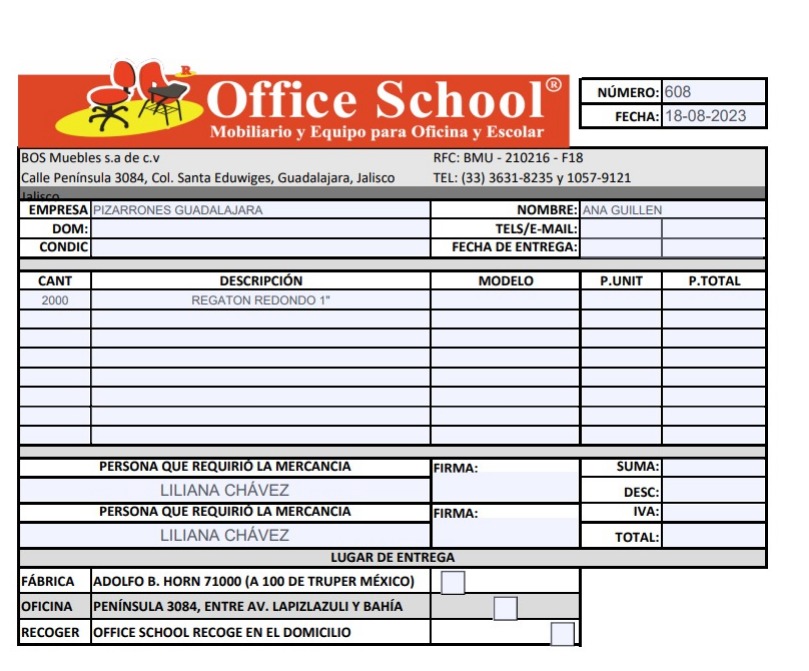 Office School®
Mobiliario y Equipo para Oficina y Escolar
NÚMERO: 608
FECHA: 18-08-2023
BOS Muebles s.a de c.v RFC: BMU - 210216 - F18
Calle Península 3084, Col. Santa Eduwiges, Guadalajara, Jalisco TEL: (33) 3631-8235 y 1057-9121
Jalisco
EMPRESA PIZARRONES GUADALAJARA NOMBRE: ANA GUILLEN
DOM: TELS/E-MAIL:
CONDIC FECHA DE ENTREGA:
CANT DESCRIPCIÓN MODELO P.UNIT P.TOTAL
2000 REGATON REDONDO 1"
PERSONA QUE REQUIRIÓ LA MERCANCIA FIRMA: SUMA:
LILIANA CHÁVEZ DESC:
PERSONA QUE REQUIRIÓ LA MERCANCIA FIRMA: IVA:
LILIANA CHÁVEZ TOTAL:
LUGAR DE ENTREGA
FÁBRICA ADOLFO B. HORN 71000 (A 100 DE TRUPER MÉXICO)
OFICINA PENÍNSULA 3084, ENTRE AV. LAPIZLAZULI Y BAHÍA
RECOGER OFFICE SCHOOL RECOGE EN EL DOMICILIO